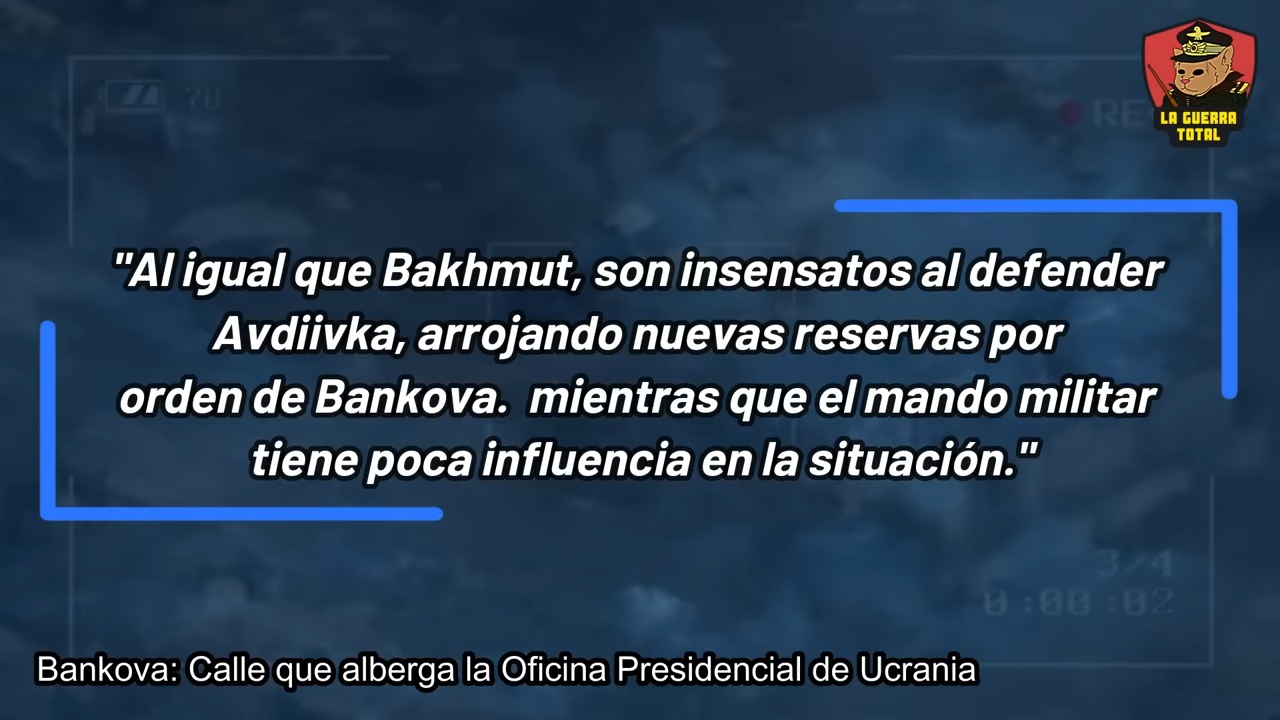 70
REC
LA GUERRA
TOTAL
"Al igual que Bakhmut, son insensatos al defender
Avdiivka, arrojando nuevas reservas por
orden de Bankova.  mientras que el mando militar
tiene poca influencia en la situación."
3/4
0:00:02
Bankova: Calle que alberga la Oficina Presidencial de Ucrania